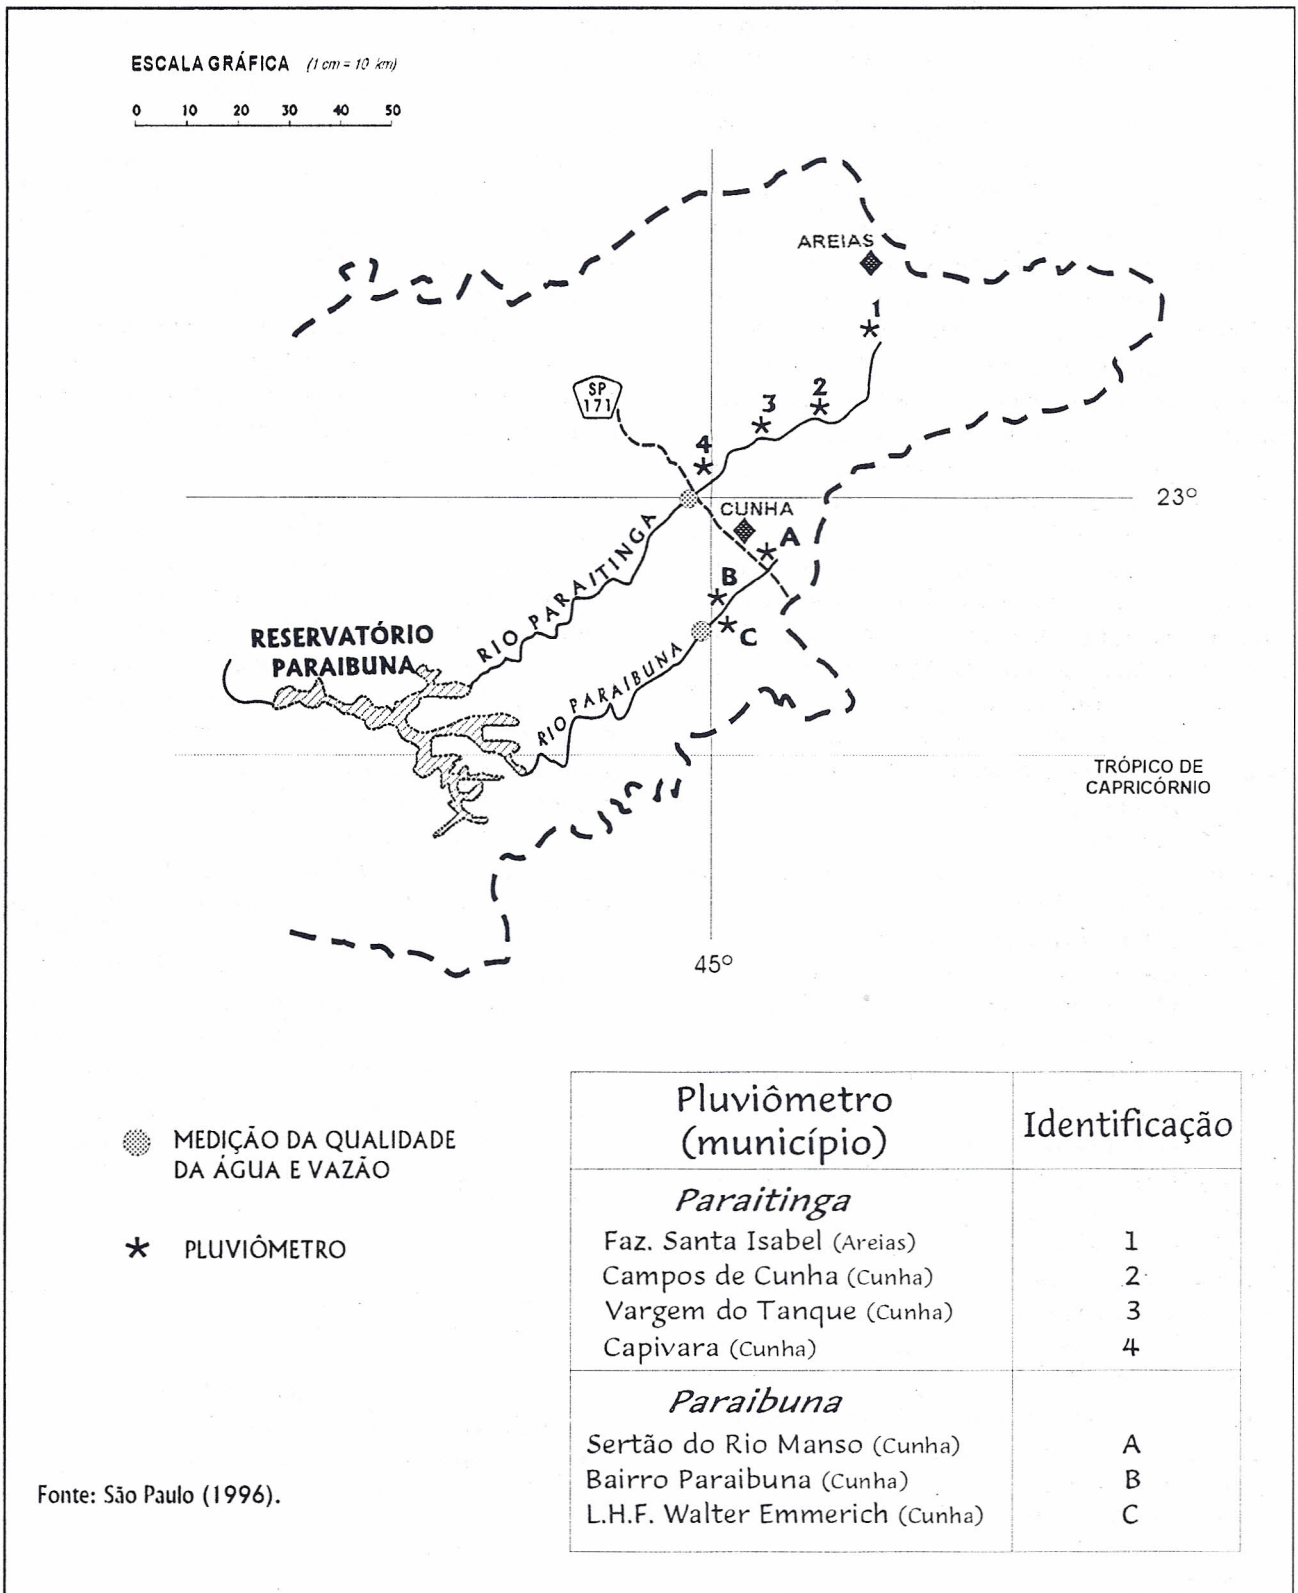 ESCALA GRÁFICA (1 cm = 10 km)
0 10 20 30 40 50
AREIAS
1
SP
171
2
3
4
23º
CUNHA
A
B
C
RIO PARAITINGA
RESERVATÓRIO
PARAIBUNA
RIO PARAIBUNA
TRÓPICO DE
CAPRICÓRNIO
45º
MEDIÇÃO DA QUALIDADE
DA ÁGUA E VAZÃO
PLUVIÔMETRO
Pluviômetro
(município)
Identificação
Paraitinga
Faz. Santa Isabel (Areias) 1
Campos de Cunha (Cunha) 2
Vargem do Tanque (Cunha) 3
Capivara (Cunha) 4
Paraibuna
Sertão do Rio Manso (Cunha) A
Bairro Paraibuna (Cunha) B
L.H.F. Walter Emmerich (Cunha) C
Fonte: São Paulo (1996).